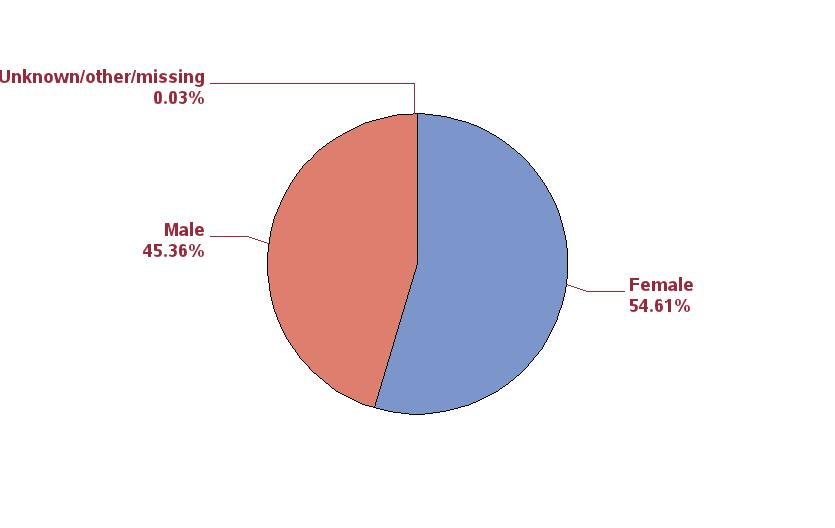 Unknown/other/missing
0.03%
Male
45.36%
Female
54.61%